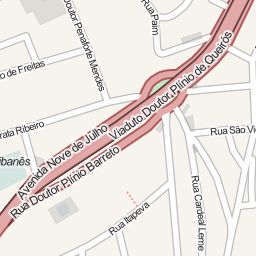 Rua Paim
Doutor Penaforte Mendes
o de Freitas
Viaduto Doutor Plínio de Queirós
rata Ribeiro
Avenida Nove de Julho
Rua São Vi
ibanês
Rua Doutor Plínio Barreto
Rua Itapeva
Rua Cardeal Leme